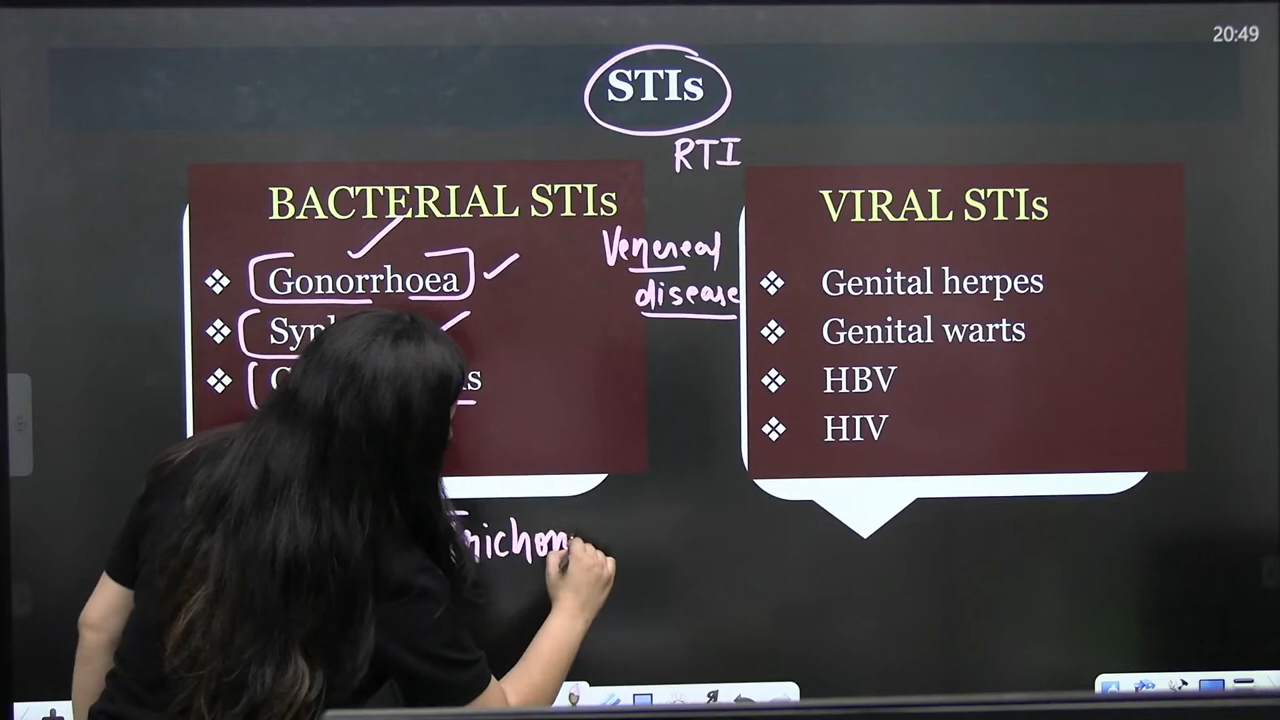 20:49
STIs
RTI
BACTERIAL STIs
Gonorrhoea
Venereal
disease
VIRAL STIs
Genital herpes
Genital warts
HBV
HIV